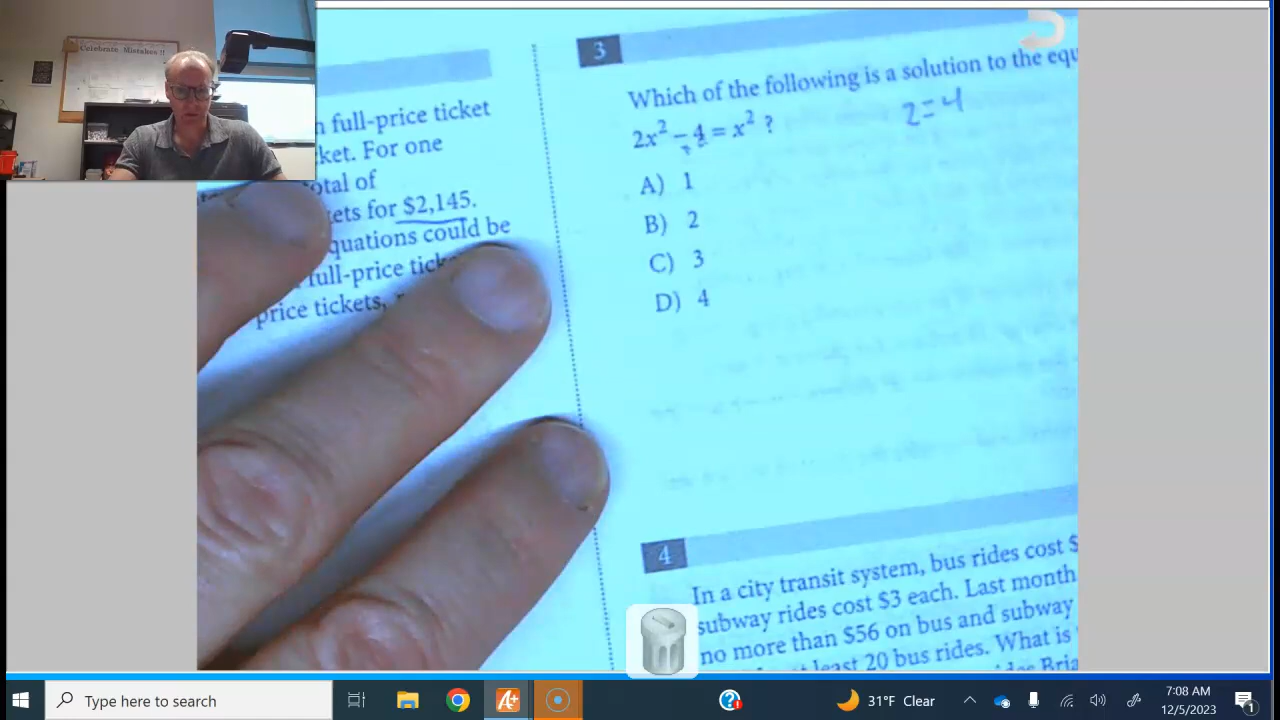 Celebrate Mistakes !!
full-price ticket
ket. For one
otal of
ets for $2,145.
quations could be
full-price tick
price tickets,
3
Which of the following is a solution to the equ
2x² – 4 = x² ?
2=4
A) 1
B) 2
C) 3
D) 4
4
In a city transit system, bus rides cost $
subway rides cost $3 each. Last month
no more than $56 on bus and subway
least 20 bus rides. What is
Bria
Type here to search
A+
31°F Clear
7:08 AM
12/5/2023
1